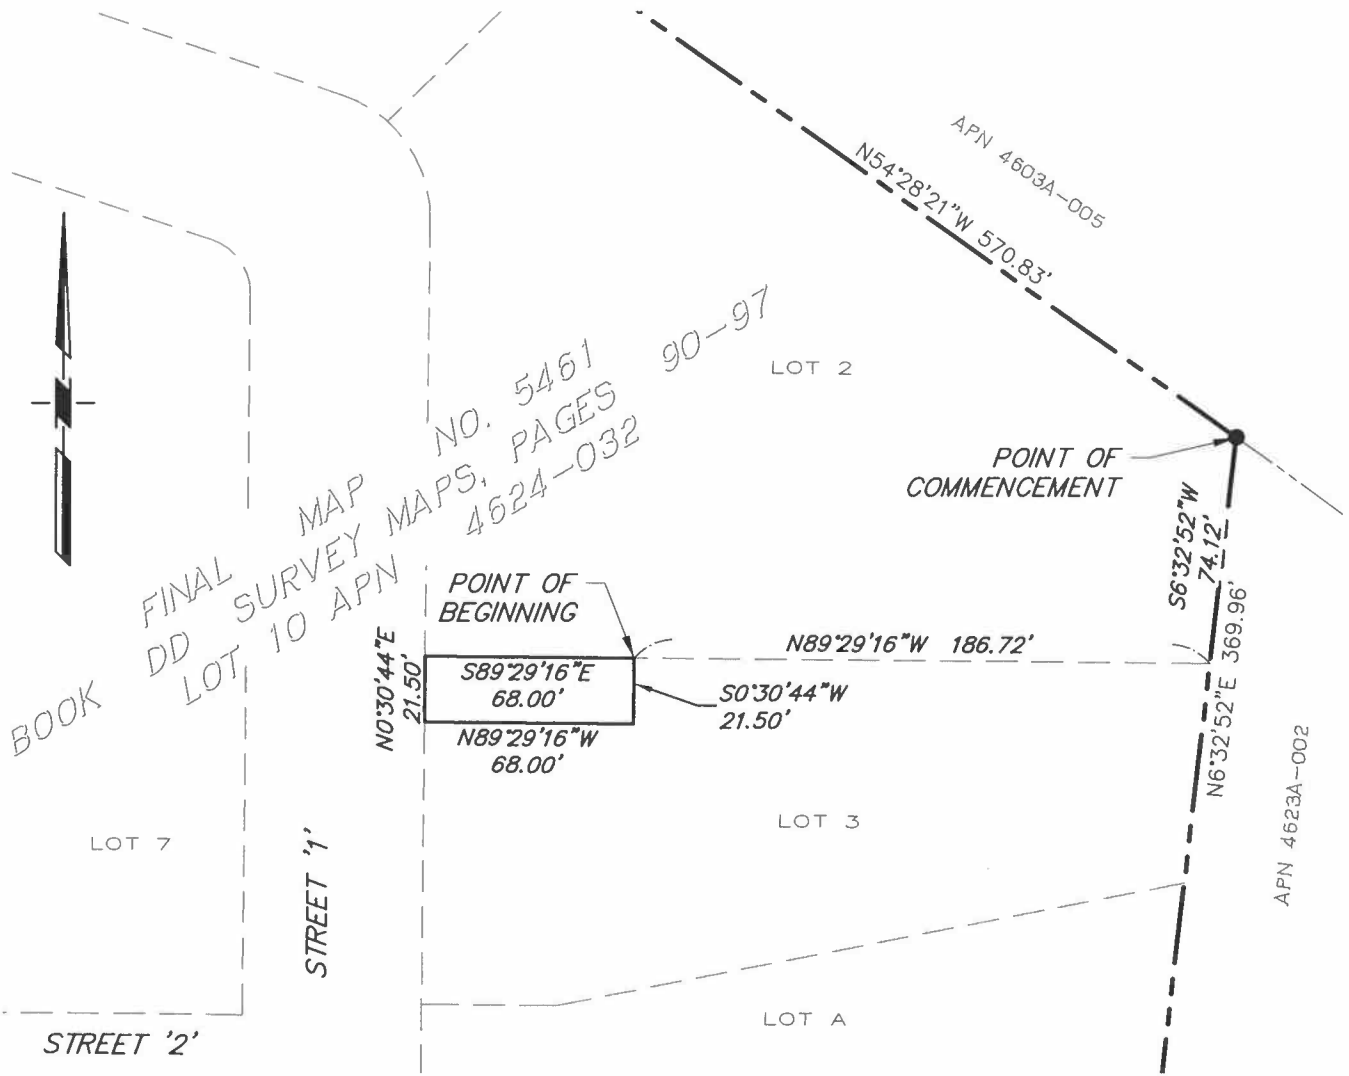 APN 4603A-005
N54°28'21"W 570.83'
FINAL MAP NO. 5461
BOOK DD SURVEY MAPS, PAGES 90-97
LOT 10 APN 4624-032
LOT 2
POINT OF
COMMENCEMENT
S6°32'52"W
74.12'
N6°32'52"E 369.96'
POINT OF
BEGINNING
N89°29'16"W 186.72'
N0°30'44"E
21.50'
S89°29'16"E
68.00'
S0°30'44"W
21.50'
N89°29'16"W
68.00'
APN 4623A-002
LOT 3
LOT 7
STREET '1'
LOT A
STREET '2'